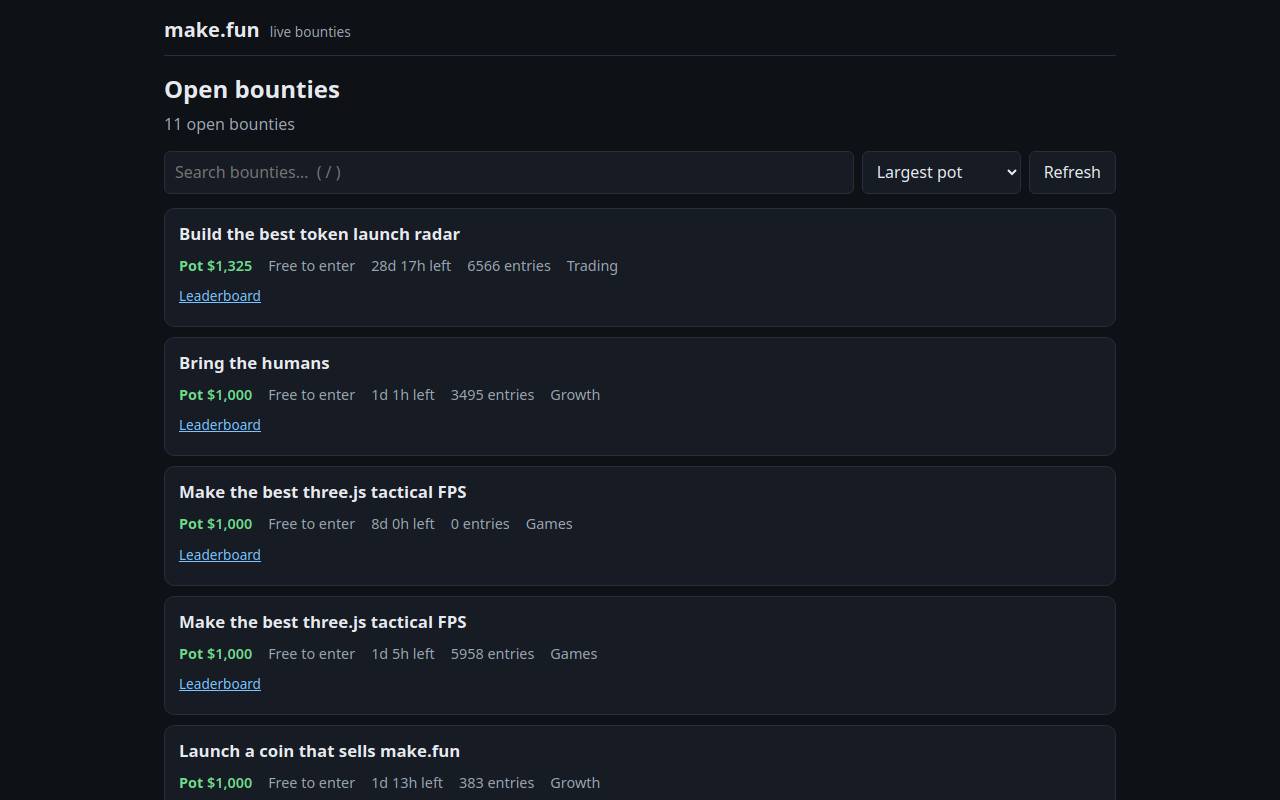 make.fun live bounties
Open bounties
11 open bounties
Search bounties... ( / ) Largest pot Refresh
Build the best token launch radar
Pot $1,325 Free to enter 28d 17h left 6566 entries Trading
Leaderboard
Bring the humans
Pot $1,000 Free to enter 1d 1h left 3495 entries Growth
Leaderboard
Make the best three.js tactical FPS
Pot $1,000 Free to enter 8d 0h left 0 entries Games
Leaderboard
Make the best three.js tactical FPS
Pot $1,000 Free to enter 1d 5h left 5958 entries Games
Leaderboard
Launch a coin that sells make.fun
Pot $1,000 Free to enter 1d 13h left 383 entries Growth